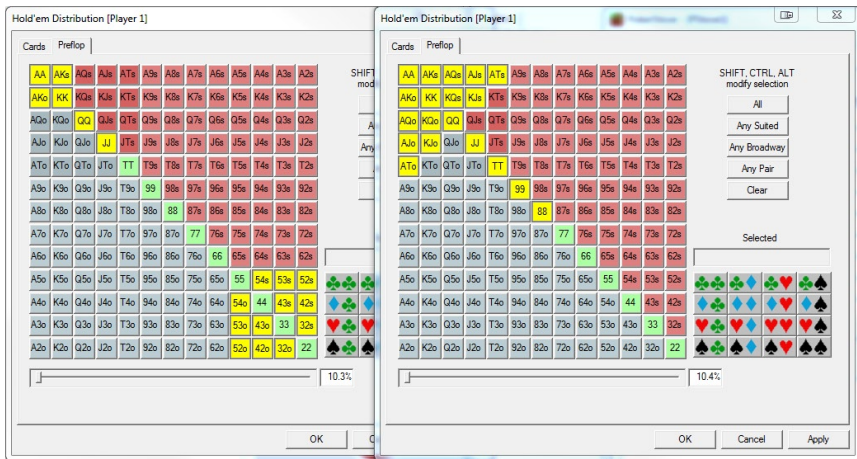 Hold'em Distribution [Player 1]
Cards Preflop
AA AKs AQs AJs ATs A9s A8s A7s A6s A5s A4s A3s A2s
AKo KK KQs KJs KTs K9s K8s K7s K6s K5s K4s K3s K2s
AQo KQo QQ QJs QTs Q9s Q8s Q7s Q6s Q5s Q4s Q3s Q2s
AJo KJo QJo JJ JTs J9s J8s J7s J6s J5s J4s J3s J2s
ATo KTo QTo JTo TT T9s T8s T7s T6s T5s T4s T3s T2s
A9o K9o Q9o J9o T9o 99 98s 97s 96s 95s 94s 93s 92s
A8o K8o Q8o J8o T8o 98o 88 87s 86s 85s 84s 83s 82s
A7o K7o Q7o J7o T7o 97o 87o 77 76s 75s 74s 73s 72s
A6o K6o Q6o J6o T6o 96o 86o 76o 66 65s 64s 63s 62s
A5o K5o Q5o J5o T5o 95o 85o 75o 65o 55 54s 53s 52s
A4o K4o Q4o J4o T4o 94o 84o 74o 64o 54o 44 43s 42s
A3o K3o Q3o J3o T3o 93o 83o 73o 63o 53o 43o 33 32s
A2o K2o Q2o J2o T2o 92o 82o 72o 62o 52o 42o 32o 22
SHIFT
mod
A
Any
10.3%
OK
C
Hold'em Distribution [Player 1]
Cards Preflop
AA AKs AQs AJs ATs A9s A8s A7s A6s A5s A4s A3s A2s
AKo KK KQs KJs KTs K9s K8s K7s K6s K5s K4s K3s K2s
AQo KQo QQ QJs QTs Q9s Q8s Q7s Q6s Q5s Q4s Q3s Q2s
AJo KJo QJo JJ JTs J9s J8s J7s J6s J5s J4s J3s J2s
ATo KTo QTo JTo TT T9s T8s T7s T6s T5s T4s T3s T2s
A9o K9o Q9o J9o T9o 99 98s 97s 96s 95s 94s 93s 92s
A8o K8o Q8o J8o T8o 98o 88 87s 86s 85s 84s 83s 82s
A7o K7o Q7o J7o T7o 97o 87o 77 76s 75s 74s 73s 72s
A6o K6o Q6o J6o T6o 96o 86o 76o 66 65s 64s 63s 62s
A5o K5o Q5o J5o T5o 95o 85o 75o 65o 55 54s 53s 52s
A4o K4o Q4o J4o T4o 94o 84o 74o 64o 54o 44 43s 42s
A3o K3o Q3o J3o T3o 93o 83o 73o 63o 53o 43o 33 32s
A2o K2o Q2o J2o T2o 92o 82o 72o 62o 52o 42o 32o 22
SHIFT, CTRL, ALT
modify selection
All
Any Suited
Any Broadway
Any Pair
Clear
Selected
10.4%
OK Cancel Apply